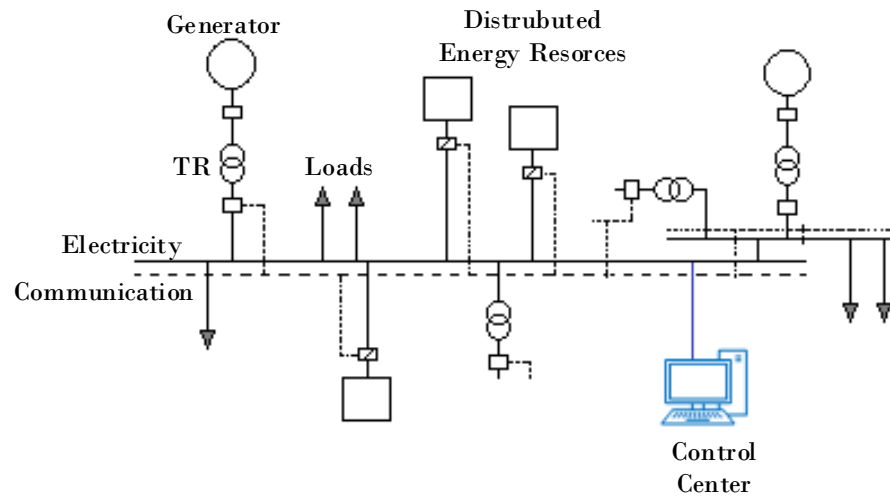 Generator
Distrubuted
Energy Resorces
TR
Loads
Electricity
Communication
Control
Center